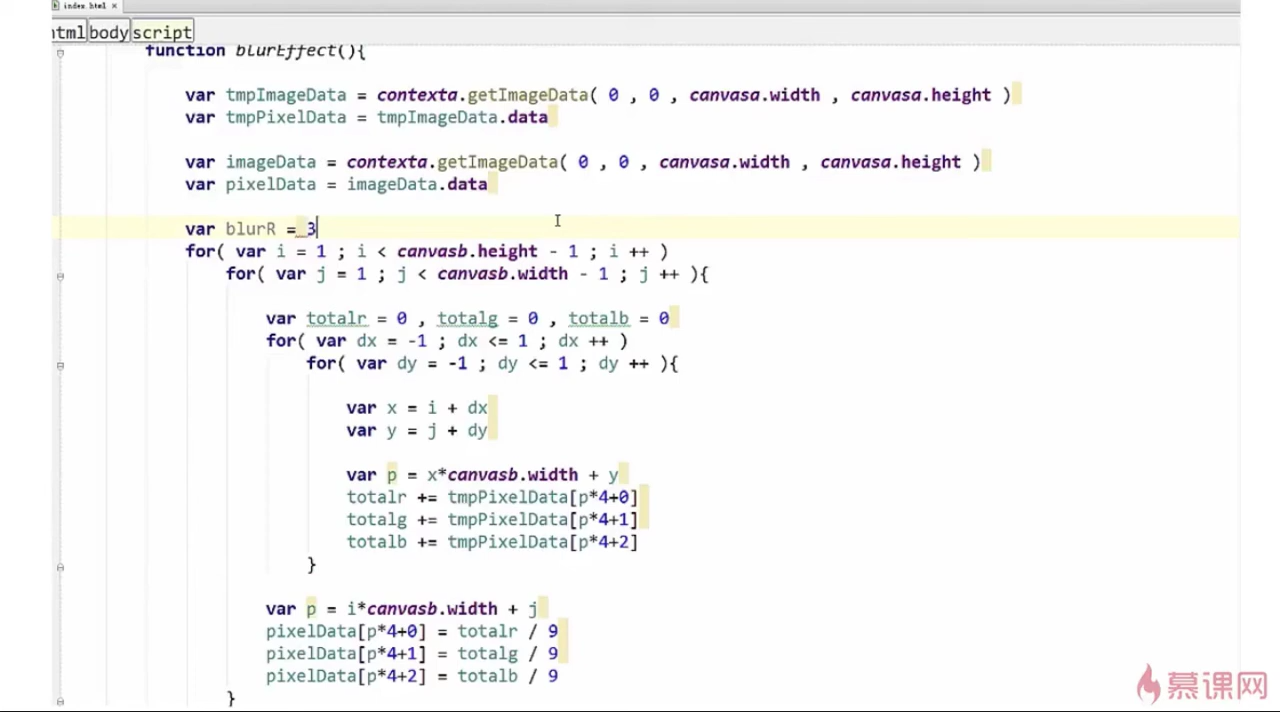 index.html ×
html body script
function blurEffect(){
var tmpImageData = contexta.getImageData( 0 , 0 , canvasa.width , canvasa.height )
var tmpPixelData = tmpImageData.data
var imageData = contexta.getImageData( 0 , 0 , canvasa.width , canvasa.height )
var pixelData = imageData.data
var blurR = 3
for( var i = 1 ; i < canvasb.height - 1 ; i ++ )
for( var j = 1 ; j < canvasb.width - 1 ; j ++ ){
var totalr = 0 , totalg = 0 , totalb = 0
for( var dx = -1 ; dx <= 1 ; dx ++ )
for( var dy = -1 ; dy <= 1 ; dy ++ ){
var x = i + dx
var y = j + dy
var p = x*canvasb.width + y
totalr += tmpPixelData[p*4+0]
totalg += tmpPixelData[p*4+1]
totalb += tmpPixelData[p*4+2]
}
var p = i*canvasb.width + j
pixelData[p*4+0] = totalr / 9
pixelData[p*4+1] = totalg / 9
pixelData[p*4+2] = totalb / 9
}
慕课网